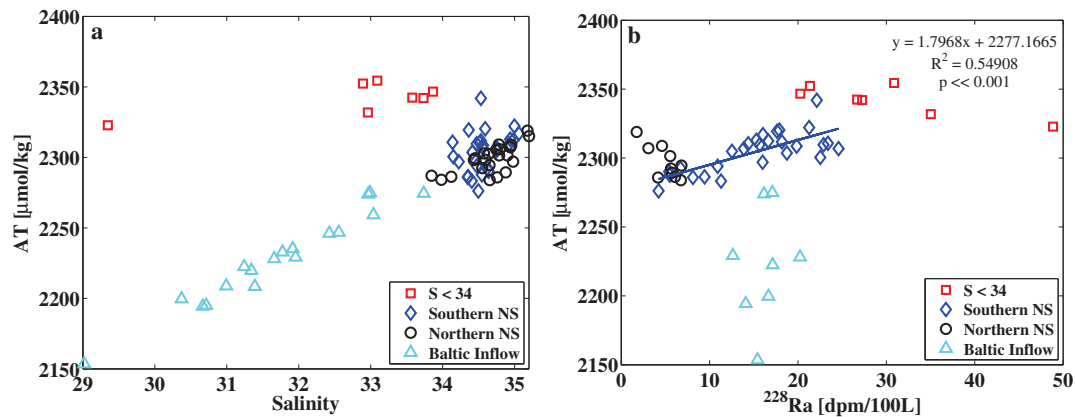 a
AT [μmol/kg]
2400
2350
2300
2250
2200
2150
29 30 31 32 33 34 35
Salinity
S < 34
Southern NS
Northern NS
Baltic Inflow
b
y = 1.7968x + 2277.1665
R² = 0.54908
p << 0.001
AT [μmol/kg]
2400
2350
2300
2250
2200
2150
0 10 20 30 40 50
²²⁸Ra [dpm/100L]
S < 34
Southern NS
Northern NS
Baltic Inflow